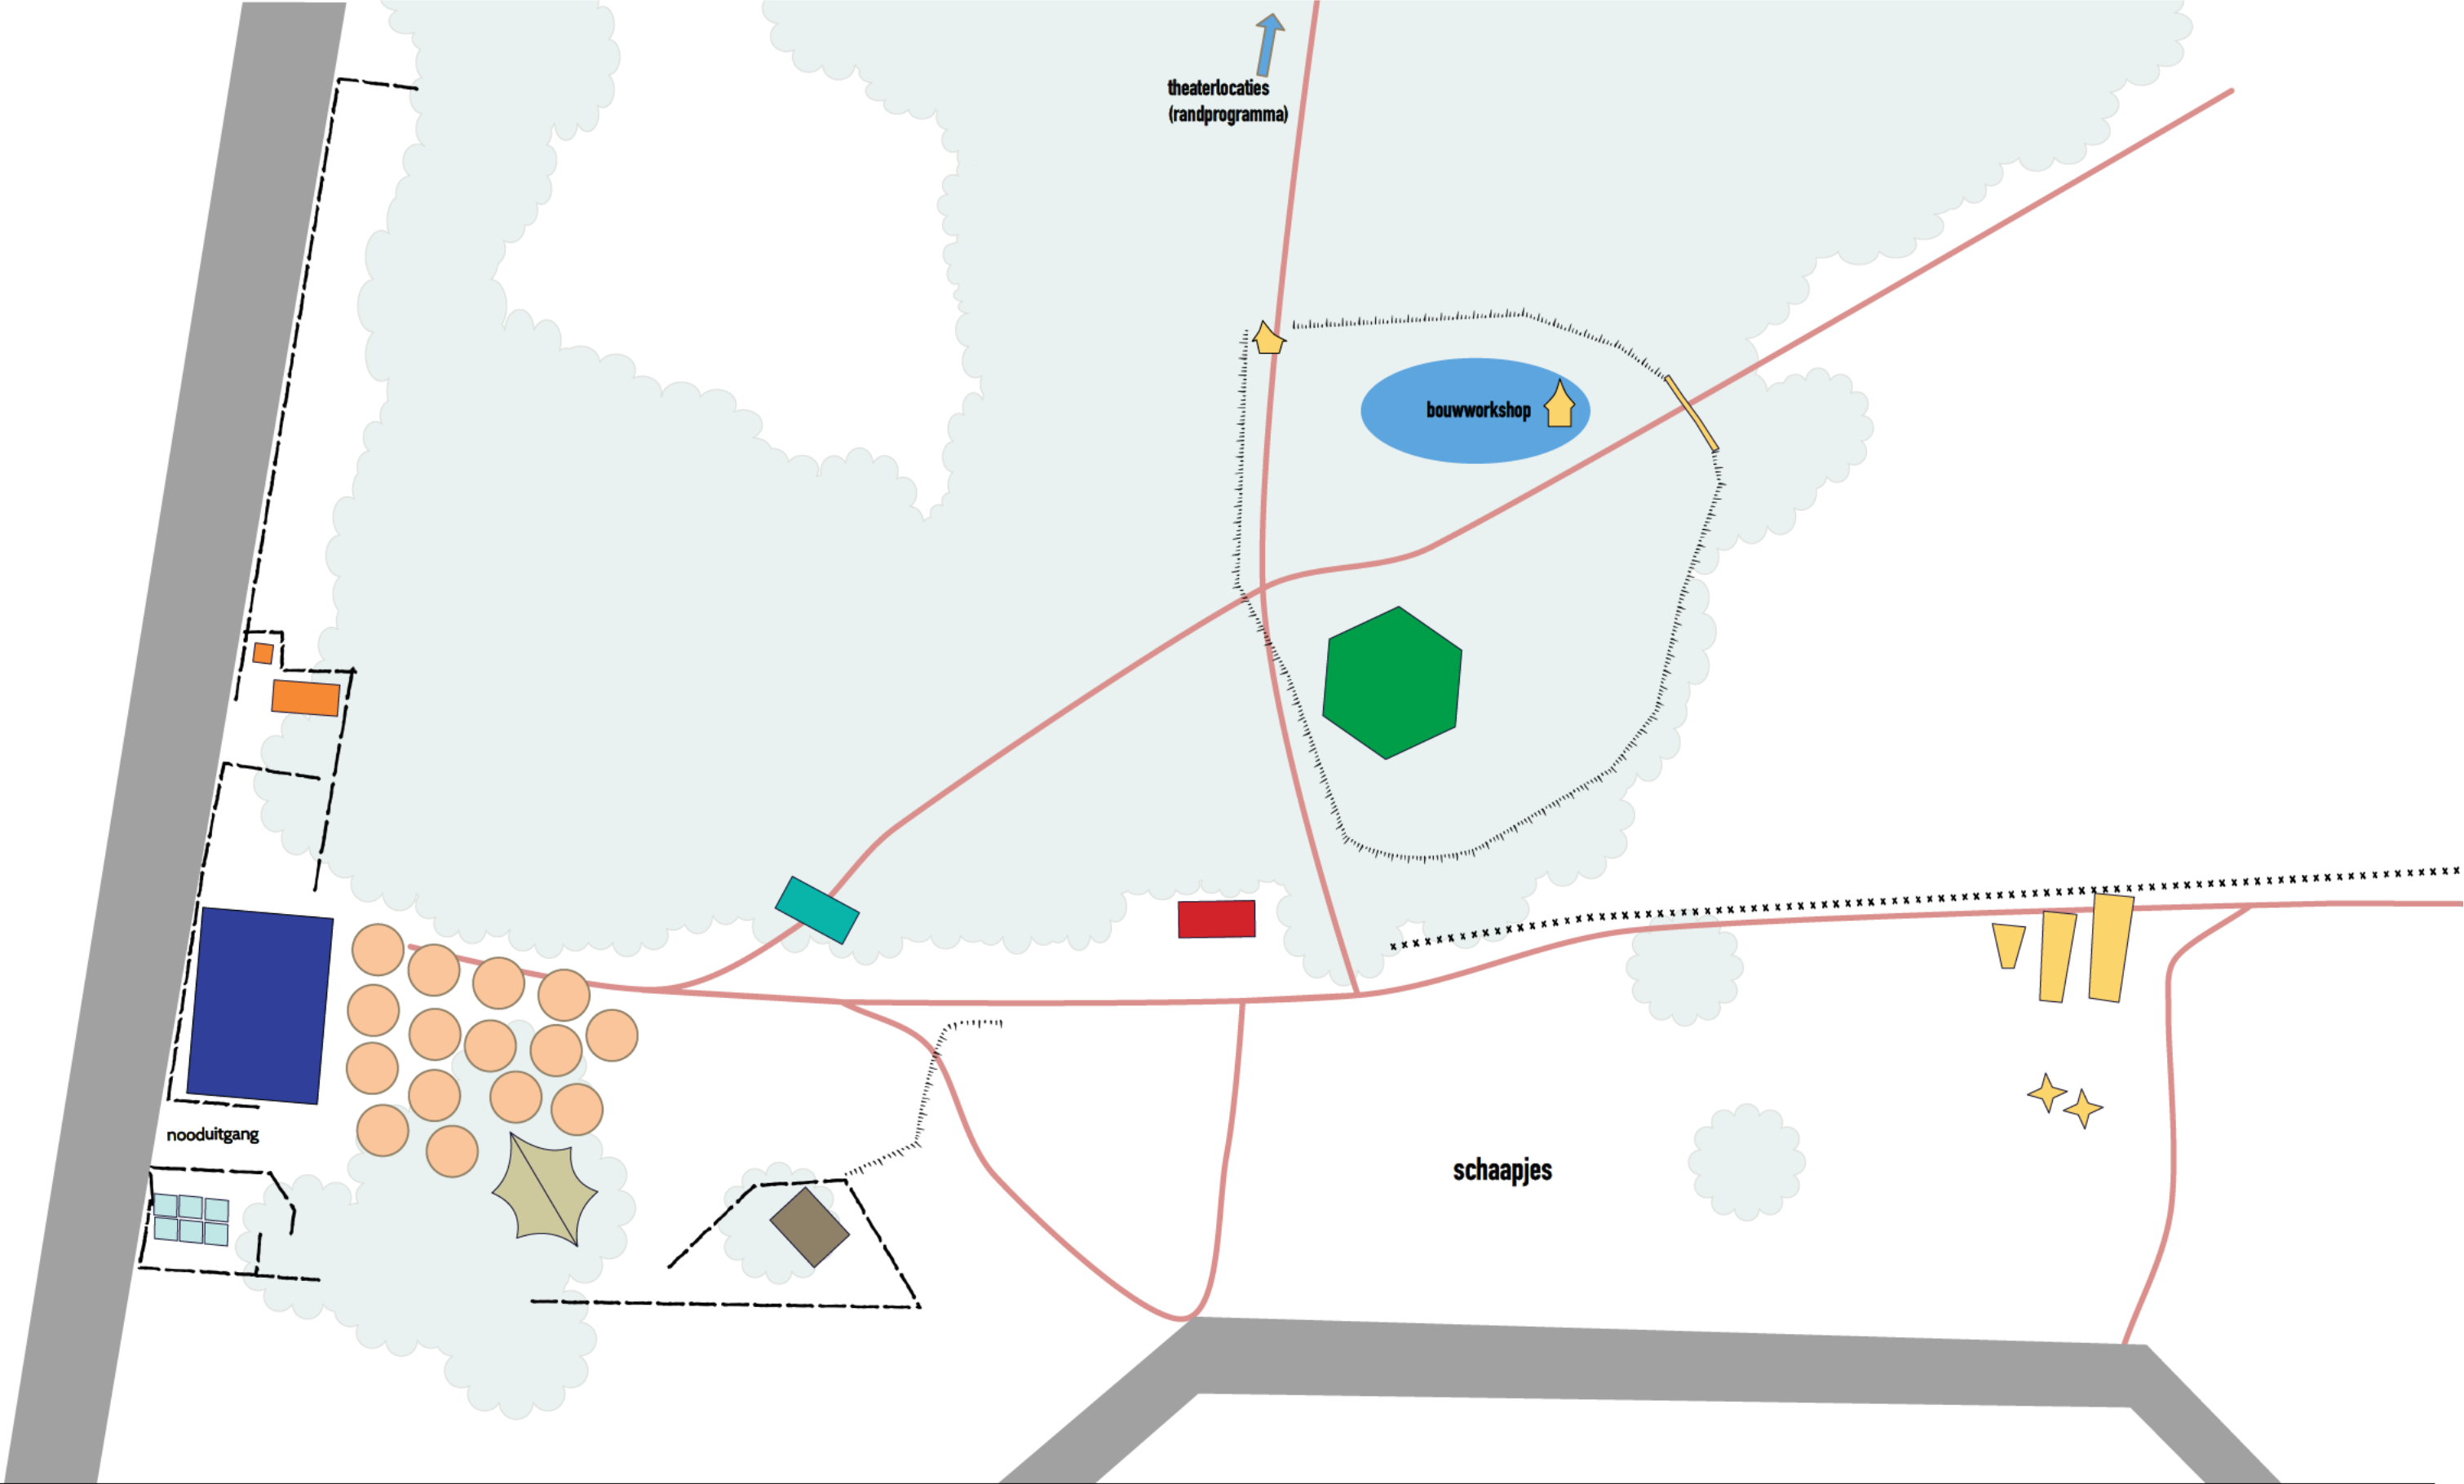 theaterlocaties
(randprogramma)
bouwworkshop
nooduitgang
schaapjes